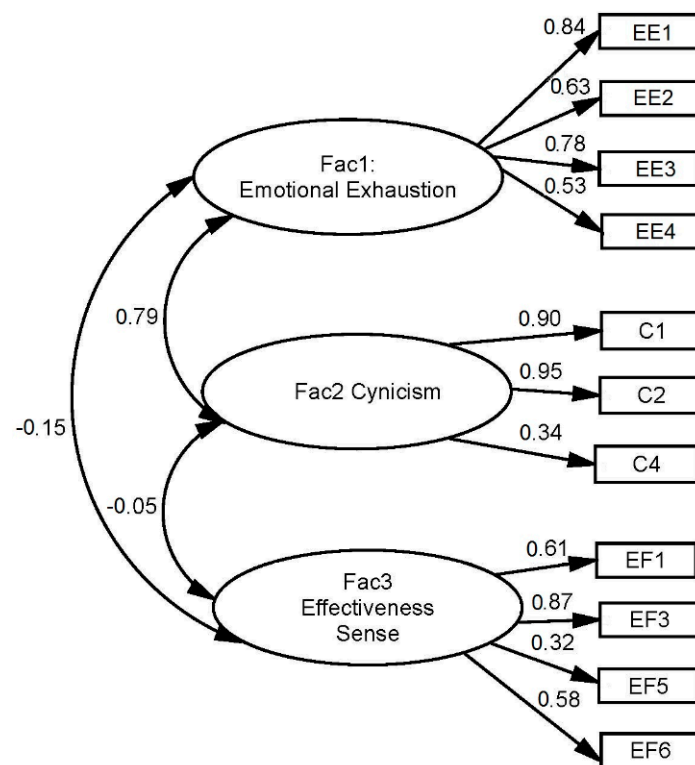 0.84
EE1
0.63
EE2
Fac1:
Emotional Exhaustion
0.78
EE3
0.53
EE4
0.79
0.90
C1
Fac2 Cynicism
0.95
C2
-0.15
0.34
C4
-0.05
0.61
EF1
Fac3
Effectiveness
Sense
0.87
EF3
0.32
EF5
0.58
EF6